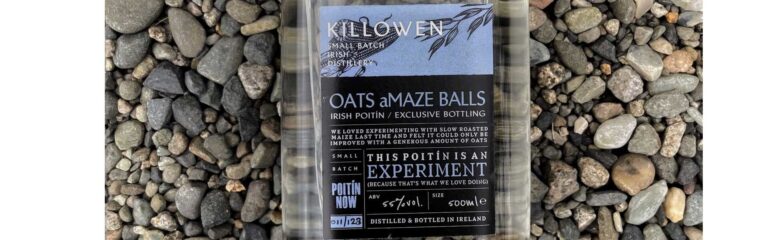 KILLOWEN
SMALL BATCH
IRISH
DISTILLERY
OATS aMAZE BALLS
IRISH POITÍN / EXCLUSIVE BOTTLING
WE LOVED EXPERIMENTING WITH SLOW ROASTED
MAIZE LAST TIME AND FELT IT COULD ONLY BE
IMPROVED WITH A GENEROUS AMOUNT OF OATS
SMALL
BATCH
POITÍN
NOW
011/123
THIS POITÍN IS AN
EXPERIMENT
(BECAUSE THAT'S WHAT WE LOVE DOING)
ABV 55%vol. SIZE 500ml e
DISTILLED & BOTTLED IN IRELAND